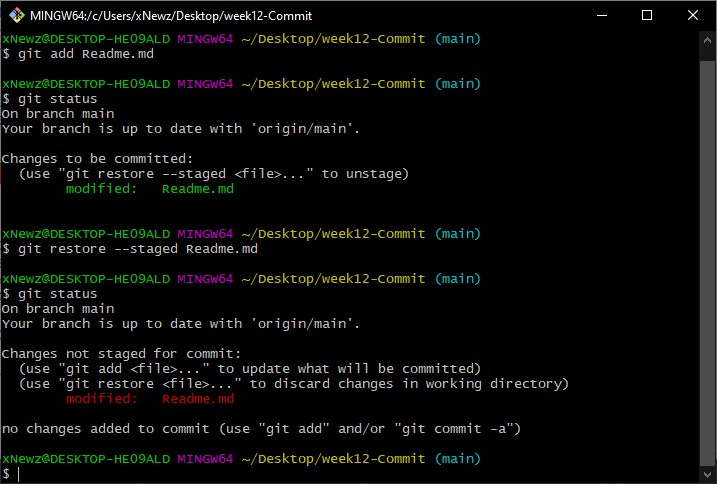 MINGW64:/c/Users/xNewz/Desktop/week12-Commit
xNewz@DESKTOP-HE09ALD MINGW64 ~/Desktop/week12-Commit (main)
$ git add Readme.md
xNewz@DESKTOP-HE09ALD MINGW64 ~/Desktop/week12-Commit (main)
$ git status
On branch main
Your branch is up to date with 'origin/main'.
Changes to be committed:
  (use "git restore --staged <file>..." to unstage)
        modified:   Readme.md
xNewz@DESKTOP-HE09ALD MINGW64 ~/Desktop/week12-Commit (main)
$ git restore --staged Readme.md
xNewz@DESKTOP-HE09ALD MINGW64 ~/Desktop/week12-Commit (main)
$ git status
On branch main
Your branch is up to date with 'origin/main'.
Changes not staged for commit:
  (use "git add <file>..." to update what will be committed)
  (use "git restore <file>..." to discard changes in working directory)
        modified:   Readme.md
no changes added to commit (use "git add" and/or "git commit -a")
xNewz@DESKTOP-HE09ALD MINGW64 ~/Desktop/week12-Commit (main)
$